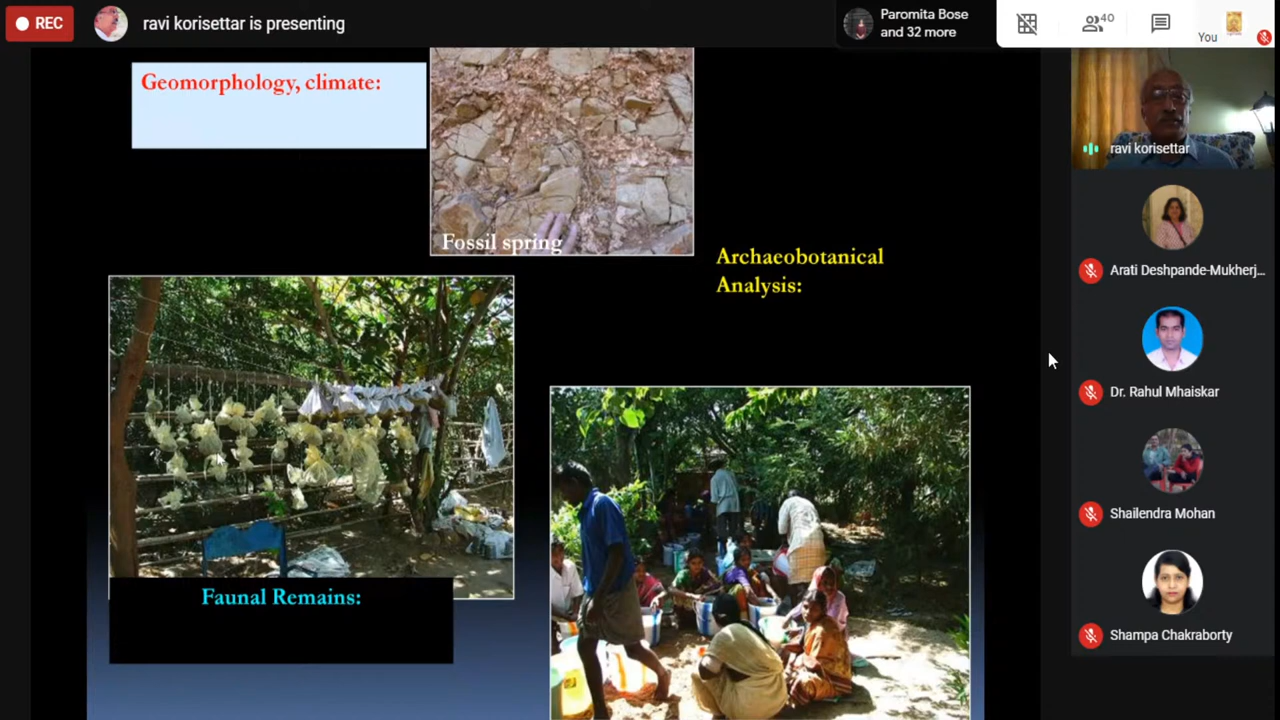 REC
ravi korisettar is presenting
Paromita Bose
and 32 more
40
You
Geomorphology, climate:
Fossil spring
Archaeobotanical
Analysis:
Faunal Remains:
ravi korisettar
Arati Deshpande-Mukherj...
Dr. Rahul Mhaiskar
Shailendra Mohan
Shampa Chakraborty